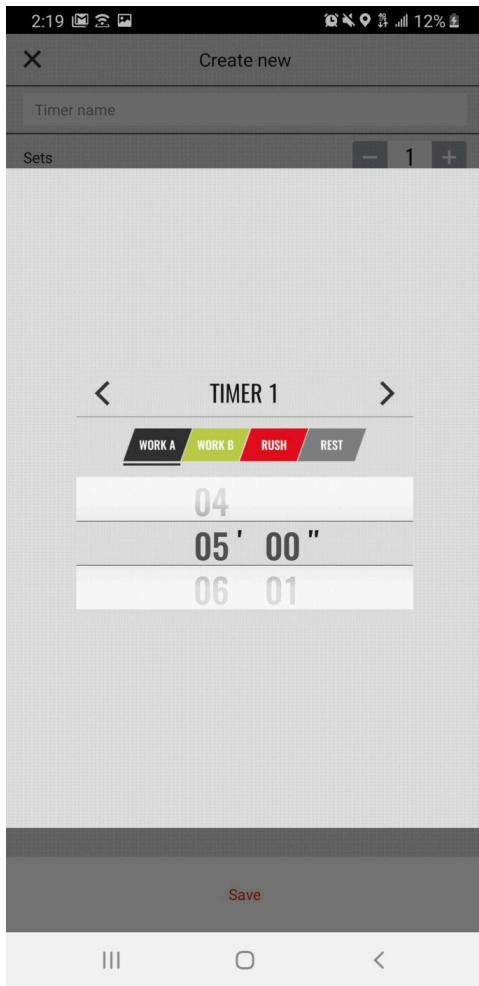 2:19 12%
Create new
Timer name
Sets 1
TIMER 1
WORK A WORK B RUSH REST
04
05 ' 00 "
06 01
Save